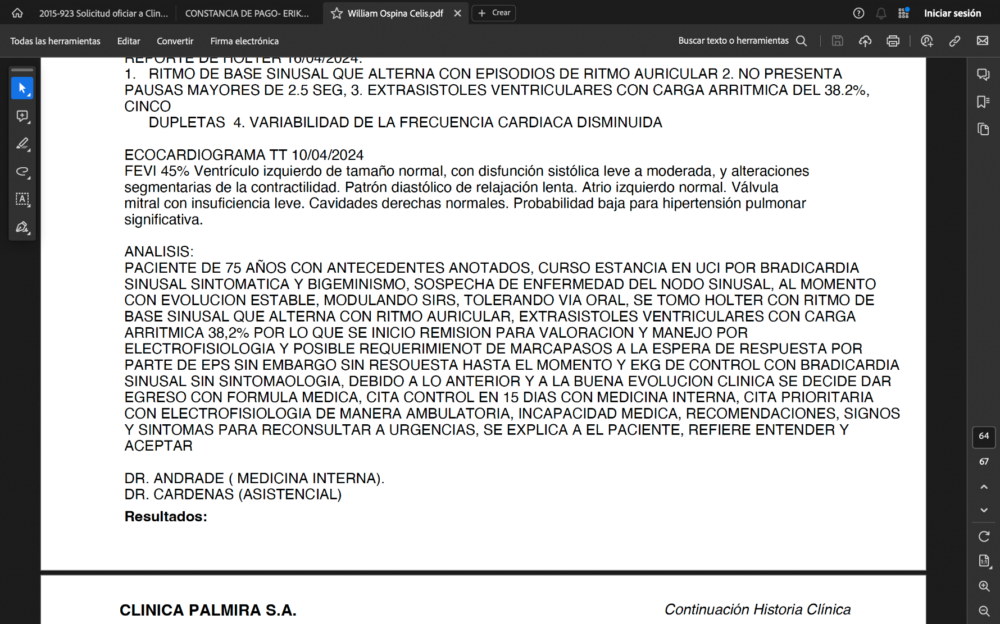 2015-923 Solicitud oficiar a Clin...
CONSTANCIA DE PAGO- ERIK...
William Ospina Celis.pdf
Crear
Iniciar sesión
Todas las herramientas
Editar
Convertir
Firma electrónica
Buscar texto o herramientas
REPORTE DE HOLTER 16/04/2024.
1. RITMO DE BASE SINUSAL QUE ALTERNA CON EPISODIOS DE RITMO AURICULAR 2. NO PRESENTA
PAUSAS MAYORES DE 2.5 SEG, 3. EXTRASISTOLES VENTRICULARES CON CARGA ARRITMICA DEL 38.2%,
CINCO
DUPLETAS 4. VARIABILIDAD DE LA FRECUENCIA CARDIACA DISMINUIDA
ECOCARDIOGRAMA TT 10/04/2024
FEVI 45% Ventrículo izquierdo de tamaño normal, con disfunción sistólica leve a moderada, y alteraciones
segmentarias de la contractilidad. Patrón diastólico de relajación lenta. Atrio izquierdo normal. Válvula
mitral con insuficiencia leve. Cavidades derechas normales. Probabilidad baja para hipertensión pulmonar
significativa.
ANALISIS:
PACIENTE DE 75 AÑOS CON ANTECEDENTES ANOTADOS, CURSO ESTANCIA EN UCI POR BRADICARDIA
SINUSAL SINTOMATICA Y BIGEMINISMO, SOSPECHA DE ENFERMEDAD DEL NODO SINUSAL, AL MOMENTO
CON EVOLUCION ESTABLE, MODULANDO SIRS, TOLERANDO VIA ORAL, SE TOMO HOLTER CON RITMO DE
BASE SINUSAL QUE ALTERNA CON RITMO AURICULAR, EXTRASISTOLES VENTRICULARES CON CARGA
ARRITMICA 38,2% POR LO QUE SE INICIO REMISION PARA VALORACION Y MANEJO POR
ELECTROFISIOLOGIA Y POSIBLE REQUERIMIENOT DE MARCAPASOS A LA ESPERA DE RESPUESTA POR
PARTE DE EPS SIN EMBARGO SIN RESOUESTA HASTA EL MOMENTO Y EKG DE CONTROL CON BRADICARDIA
SINUSAL SIN SINTOMAOLOGIA, DEBIDO A LO ANTERIOR Y A LA BUENA EVOLUCION CLINICA SE DECIDE DAR
EGRESO CON FORMULA MEDICA, CITA CONTROL EN 15 DIAS CON MEDICINA INTERNA, CITA PRIORITARIA
CON ELECTROFISIOLOGIA DE MANERA AMBULATORIA, INCAPACIDAD MEDICA, RECOMENDACIONES, SIGNOS
Y SINTOMAS PARA RECONSULTAR A URGENCIAS, SE EXPLICA A EL PACIENTE, REFIERE ENTENDER Y
ACEPTAR
DR. ANDRADE ( MEDICINA INTERNA).
DR. CARDENAS (ASISTENCIAL)
Resultados:
64
67
CLINICA PALMIRA S.A.
Continuación Historia Clínica